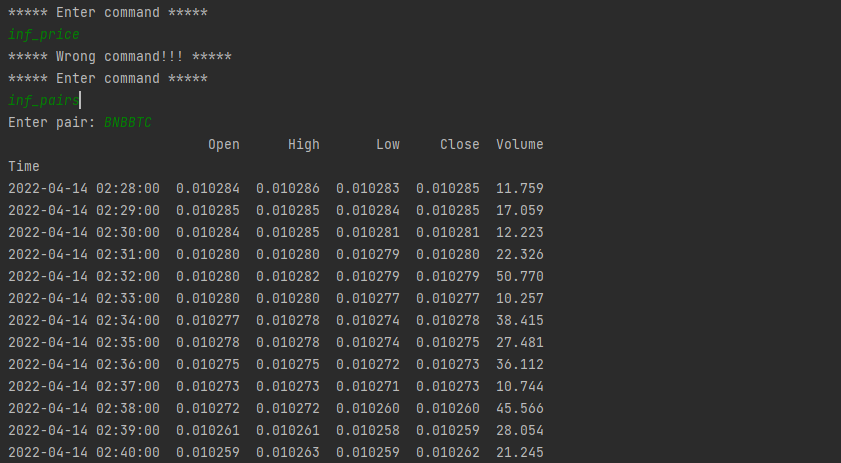 ***** Enter command *****
inf_price
***** Wrong command!!! *****
***** Enter command *****
inf_pairs
Enter pair: BNBBTC
Open High Low Close Volume
Time
2022-04-14 02:28:00 0.010284 0.010286 0.010283 0.010285 11.759
2022-04-14 02:29:00 0.010285 0.010285 0.010284 0.010285 17.059
2022-04-14 02:30:00 0.010284 0.010285 0.010281 0.010281 12.223
2022-04-14 02:31:00 0.010280 0.010280 0.010279 0.010280 22.326
2022-04-14 02:32:00 0.010280 0.010282 0.010279 0.010279 50.770
2022-04-14 02:33:00 0.010280 0.010280 0.010277 0.010277 10.257
2022-04-14 02:34:00 0.010277 0.010278 0.010274 0.010278 38.415
2022-04-14 02:35:00 0.010278 0.010278 0.010274 0.010275 27.481
2022-04-14 02:36:00 0.010275 0.010275 0.010272 0.010273 36.112
2022-04-14 02:37:00 0.010273 0.010273 0.010271 0.010273 10.744
2022-04-14 02:38:00 0.010272 0.010272 0.010260 0.010260 45.566
2022-04-14 02:39:00 0.010261 0.010261 0.010258 0.010259 28.054
2022-04-14 02:40:00 0.010259 0.010263 0.010259 0.010262 21.245